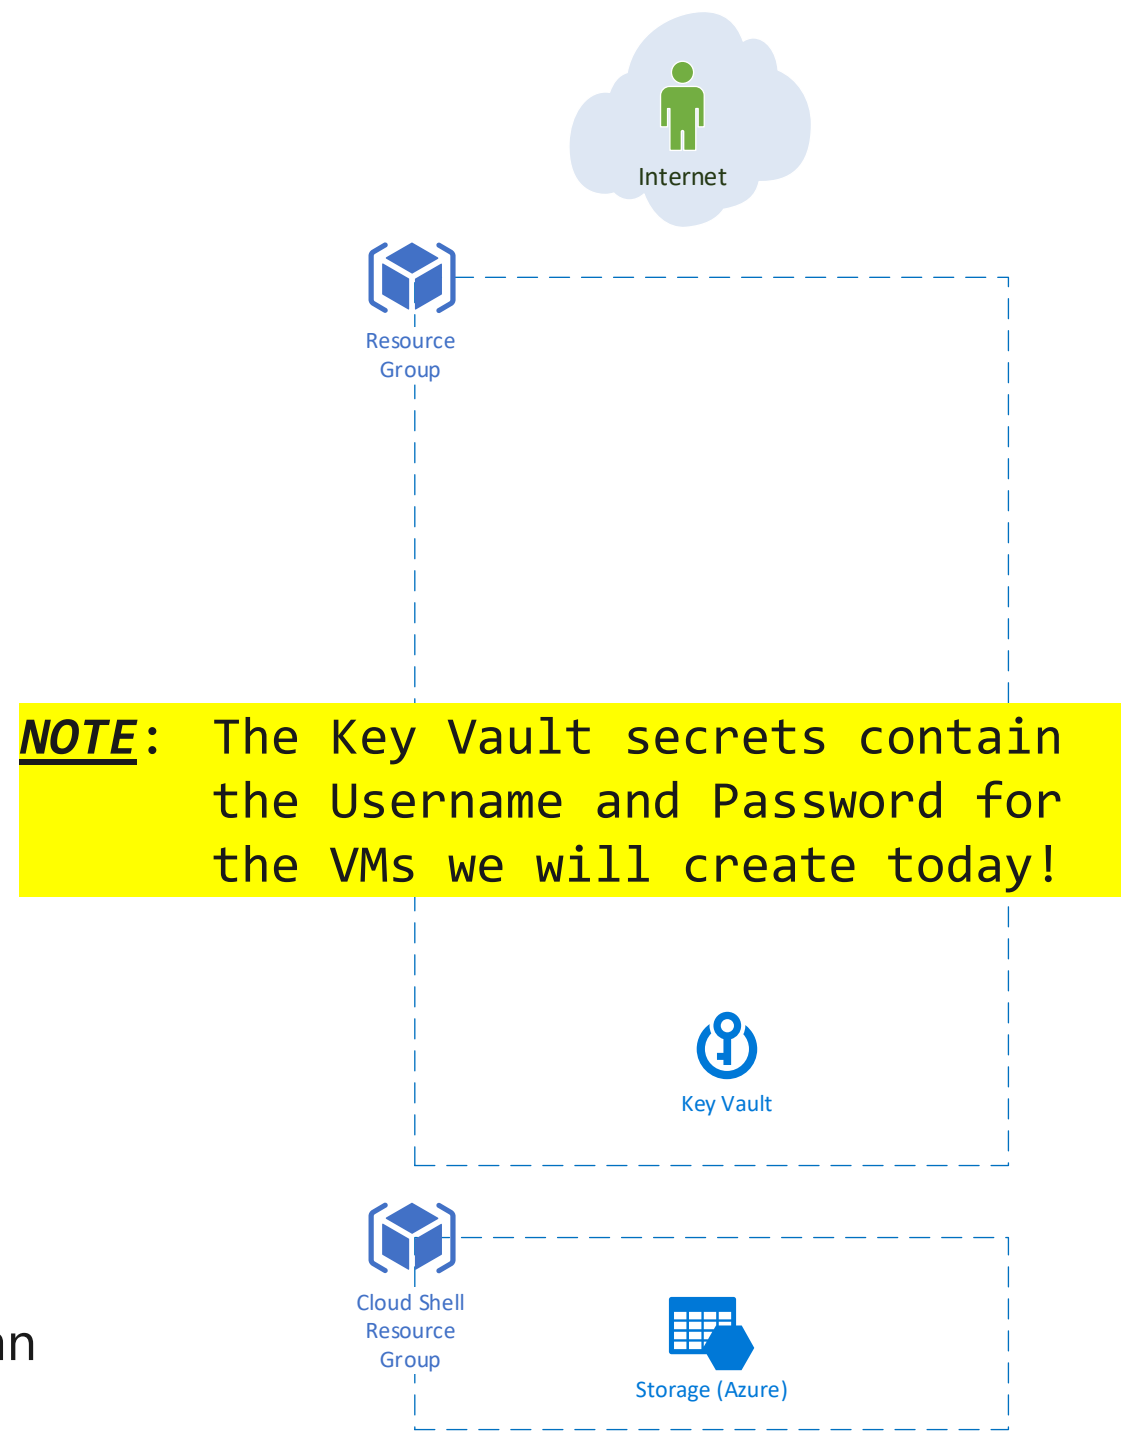 Internet
Resource
Group
NOTE: The Key Vault secrets contain
the Username and Password for
the VMs we will create today!
Key Vault
Cloud Shell
Resource
Group
Storage (Azure)